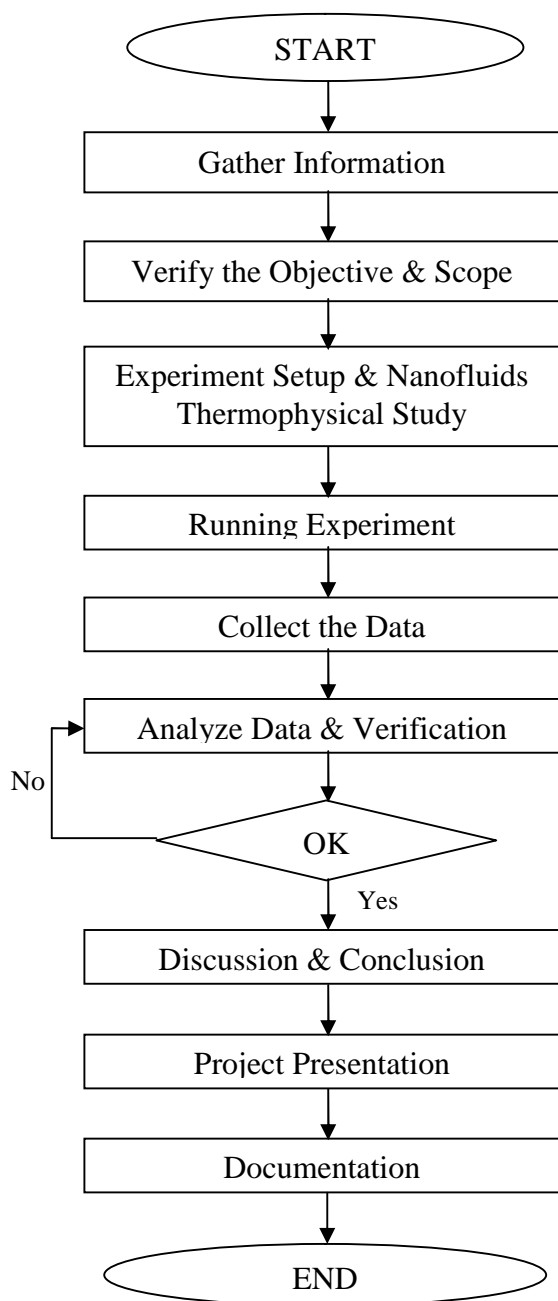 START
Gather Information
Verify the Objective & Scope
Experiment Setup & Nanofluids
Thermophysical Study
Running Experiment
Collect the Data
Analyze Data & Verification
No
OK
Yes
Discussion & Conclusion
Project Presentation
Documentation
END